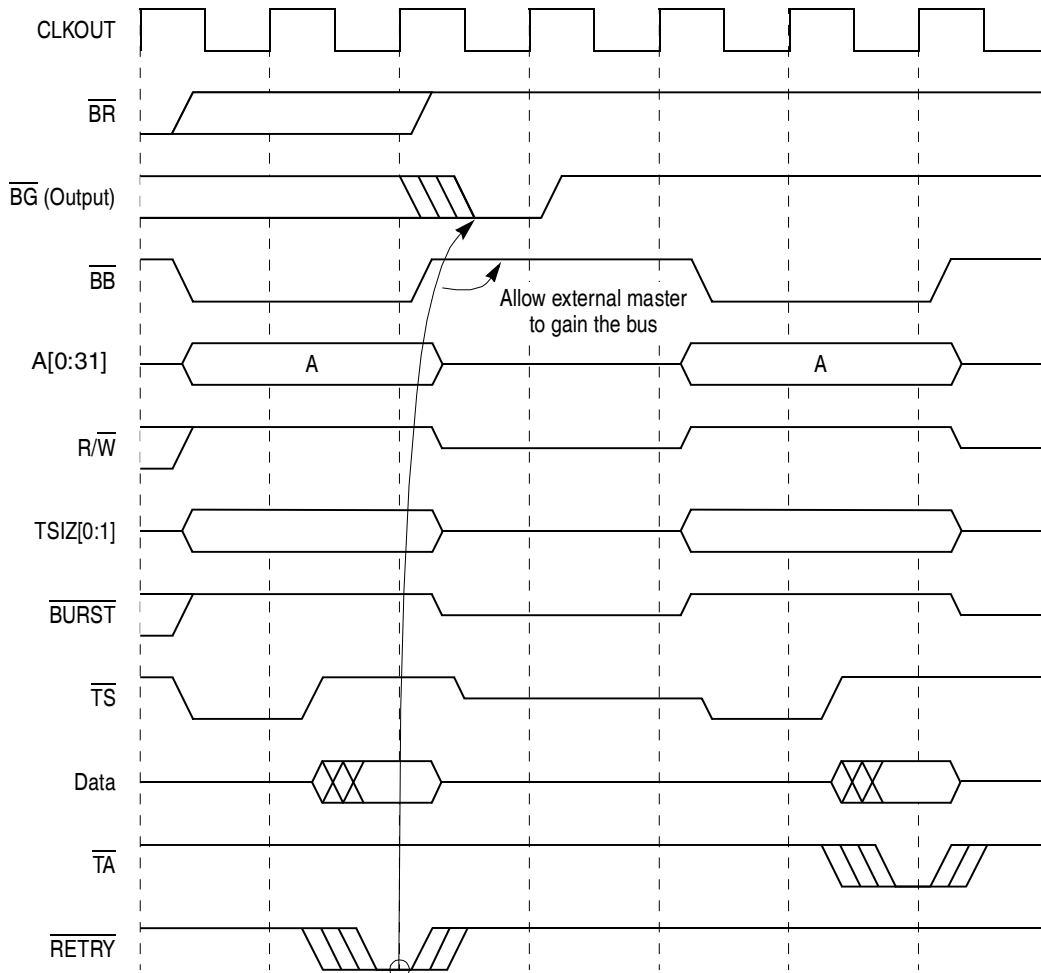 CLKOUT
BR
BG (Output)
BB
Allow external master
to gain the bus
A[0:31]
A
A
R/W
TSIZ[0:1]
BURST
TS
Data
TA
RETRY